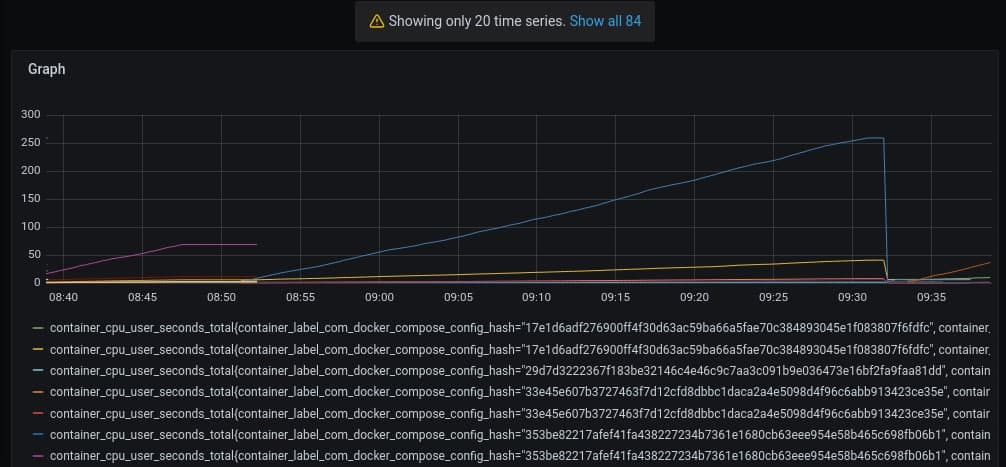 Showing only 20 time series. Show all 84
Graph
300
250
200
150
100
50
0
08:40 08:45 08:50 08:55 09:00 09:05 09:10 09:15 09:20 09:25 09:30 09:35
container_cpu_user_seconds_total{container_label_com_docker_compose_config_hash="17e1d6adf276900ff4f30d63ac59ba66a5fae70c384893045e1f083807f6fdfc", container_
container_cpu_user_seconds_total{container_label_com_docker_compose_config_hash="17e1d6adf276900ff4f30d63ac59ba66a5fae70c384893045e1f083807f6fdfc", container_
container_cpu_user_seconds_total{container_label_com_docker_compose_config_hash="29d7d3222367f183be32146c4e46c9c7aa3c091b9e036473e16bf2fa9faa81dd", contain
container_cpu_user_seconds_total{container_label_com_docker_compose_config_hash="33e45e607b3727463f7d12cfd8dbbc1daca2a4e5098d4f96c6abb913423ce35e", contair
container_cpu_user_seconds_total{container_label_com_docker_compose_config_hash="33e45e607b3727463f7d12cfd8dbbc1daca2a4e5098d4f96c6abb913423ce35e", contair
container_cpu_user_seconds_total{container_label_com_docker_compose_config_hash="353be82217afef41fa438227234b7361e1680cb63eee954e58b465c698fb06b1", contain
container_cpu_user_seconds_total{container_label_com_docker_compose_config_hash="353be82217afef41fa438227234b7361e1680cb63eee954e58b465c698fb06b1", contain